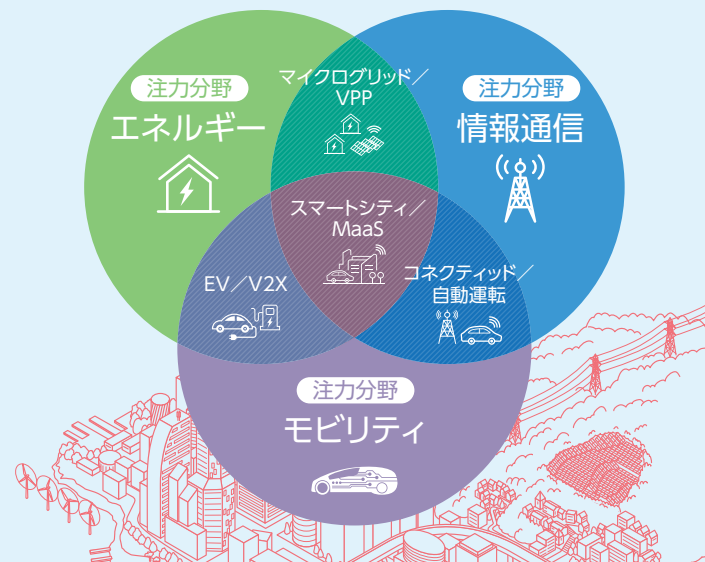 注力分野
エネルギー
マイクログリッド／
VPP
注力分野
情報通信
スマートシティ／
MaaS
EV／V2X
コネクティッド／
自動運転
注力分野
モビリティ